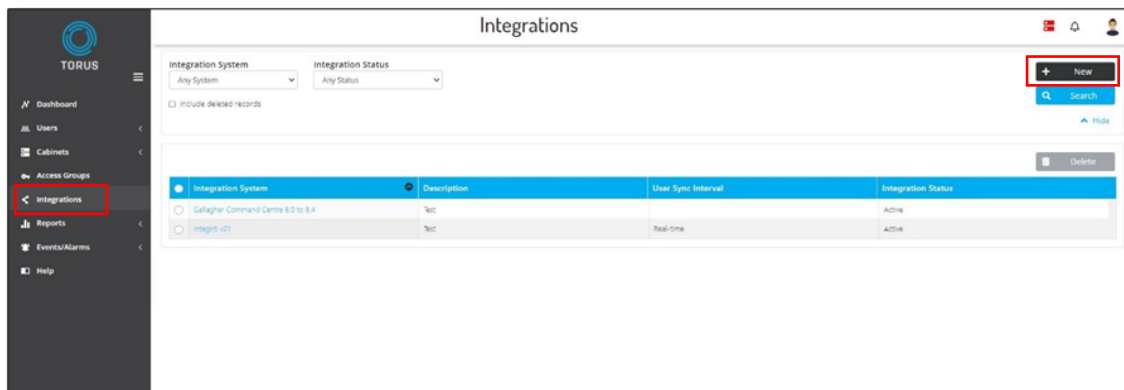 Integrations
TORUS
Dashboard
Users
Cabinets
Access Groups
Integrations
Reports
Events/Alarms
Help
Integration System
Integration Status
Any System
Any Status
Include deleted records
New
Search
Hide
Delete
Integration System Description User Sync Interval Integration Status
Gallagher Command Centre 8.0 to 8.4 Test Active
Integriti v21 Test Real-time Active